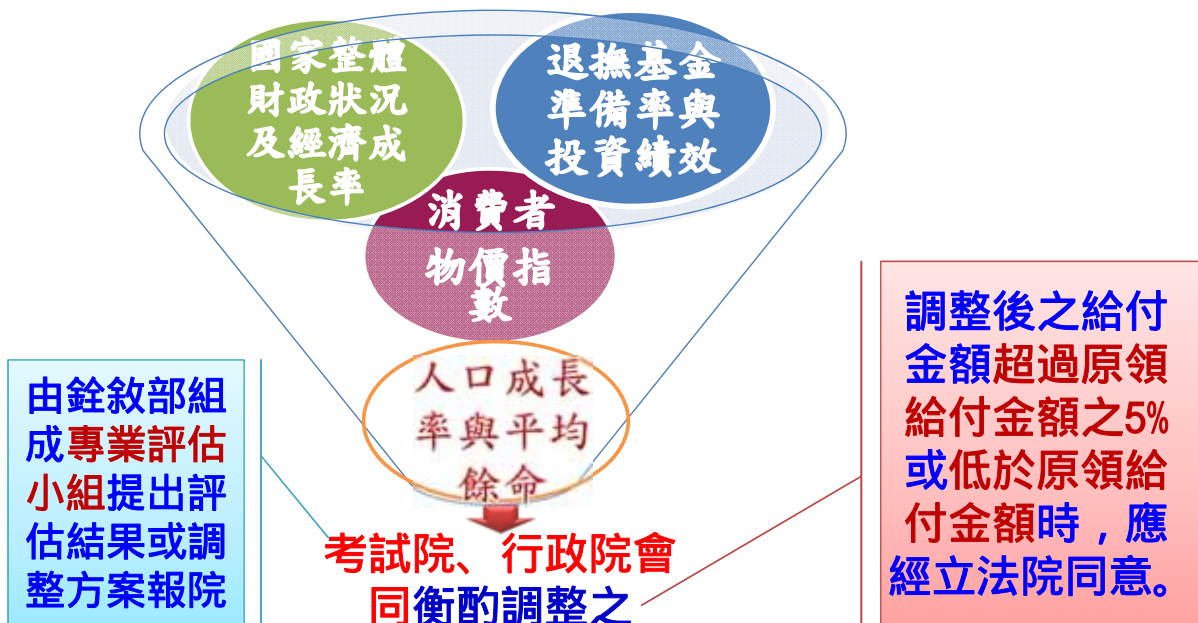 國家整體
財政狀況
及經濟成
長率
退撫基金
準備率與
投資績效
消費者
物價指
數
人口成長
率與平均
餘命
由銓敘部組
成專業評估
小組提出評
估結果或調
整方案報院
考試院、行政院會
同衡酌調整之
調整後之給付
金額超過原領
給付金額之5%
或低於原領給
付金額時，應
經立法院同意。